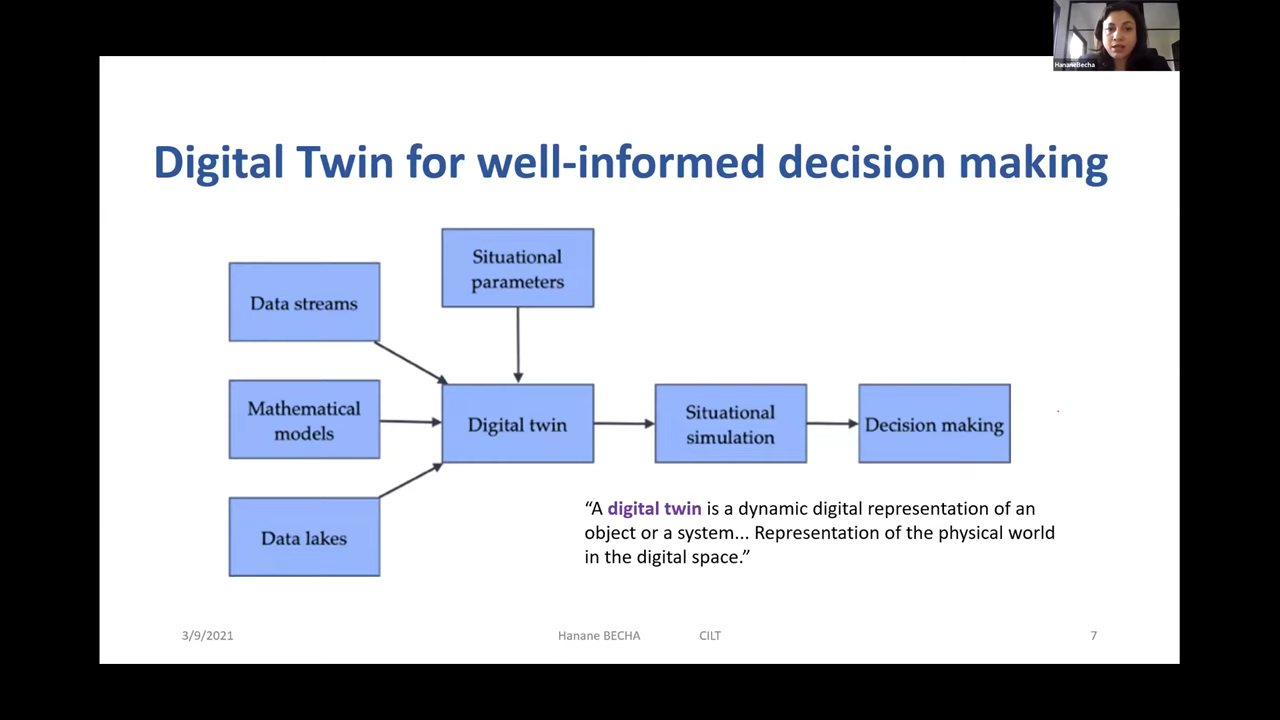 HananeBecha
Digital Twin for well-informed decision making
Situational
parameters
Data streams
Mathematical
models
Digital twin
Situational
simulation
Decision making
Data lakes
“A digital twin is a dynamic digital representation of an
object or a system... Representation of the physical world
in the digital space.”
3/9/2021
Hanane BECHA CILT
7